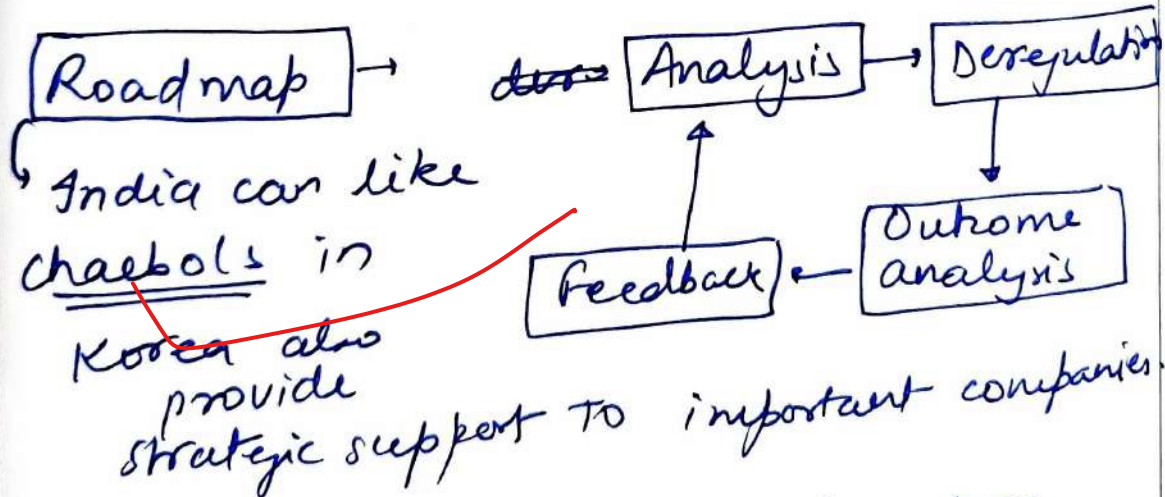 Roadmap → Analysis → Deregulation
India can like
chaebols in
Korea also
provide
strategic support To important companies.
Outcome
analysis
Feedback